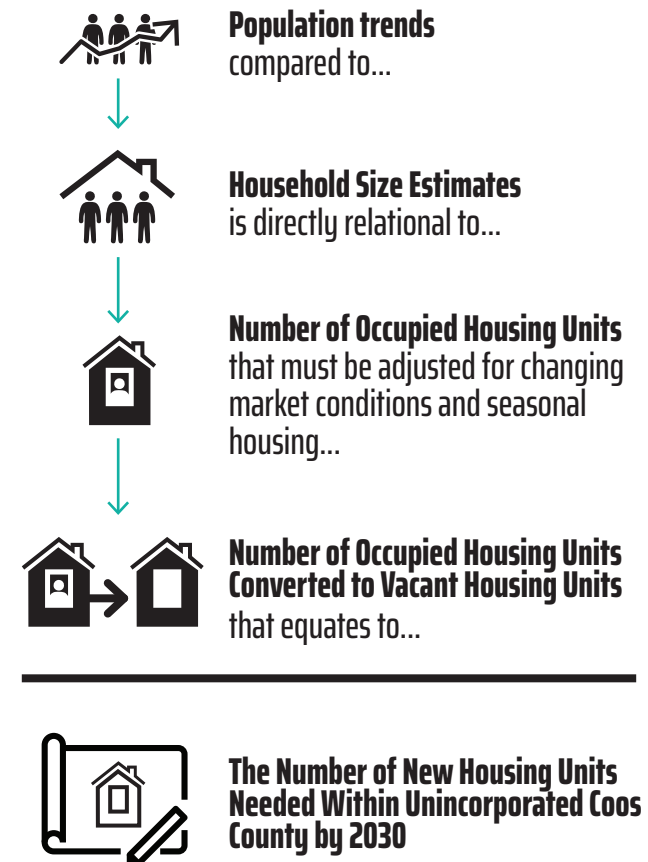 Population trends
compared to...
Household Size Estimates
is directly relational to...
Number of Occupied Housing Units
that must be adjusted for changing
market conditions and seasonal
housing...
Number of Occupied Housing Units
Converted to Vacant Housing Units
that equates to...
The Number of New Housing Units
Needed Within Unincorporated Coos
County by 2030